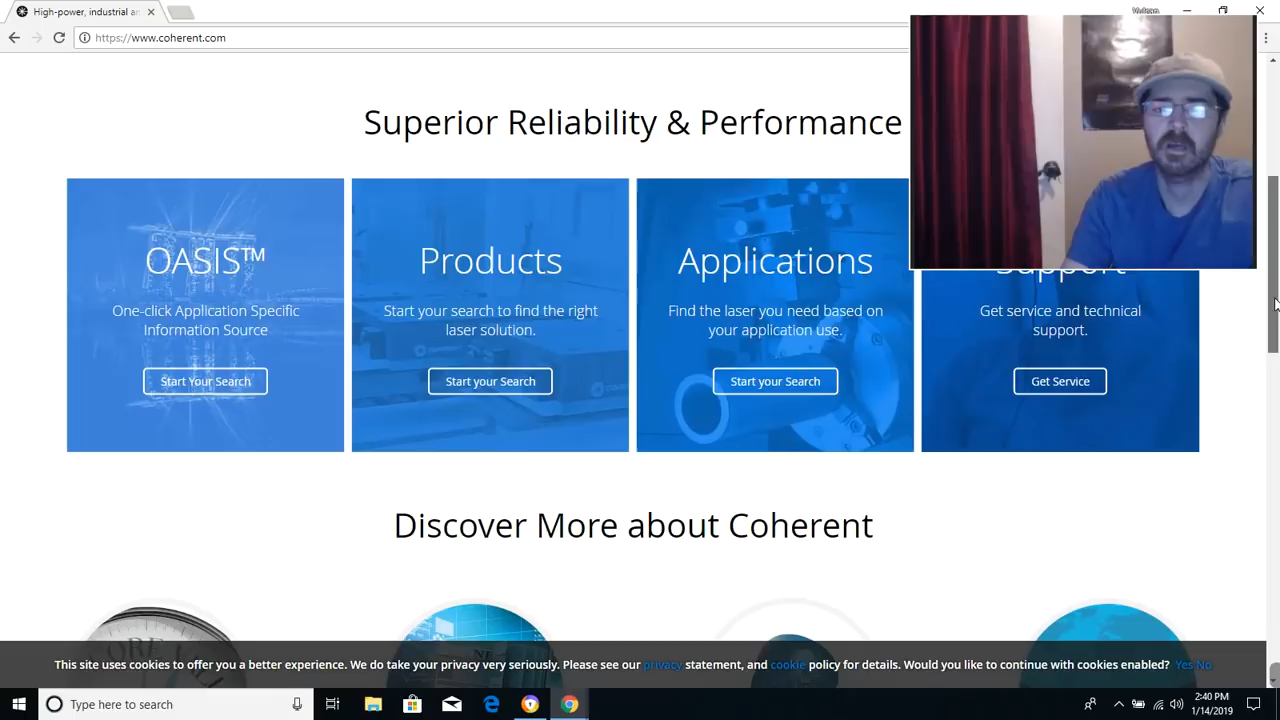 High-power, industrial ar
Vulcan
https://www.coherent.com
Superior Reliability & Performance
OASIS™
One-click Application Specific
Information Source
Start Your Search
Products
Start your search to find the right
laser solution.
Start your Search
Applications
Find the laser you need based on
your application use.
Start your Search
Support
Get service and technical
support.
Get Service
Discover More about Coherent
This site uses cookies to offer you a better experience. We do take your privacy very seriously. Please see our privacy statement, and cookie policy for details. Would you like to continue with cookies enabled? Yes No
Type here to search
2:40 PM
1/14/2019